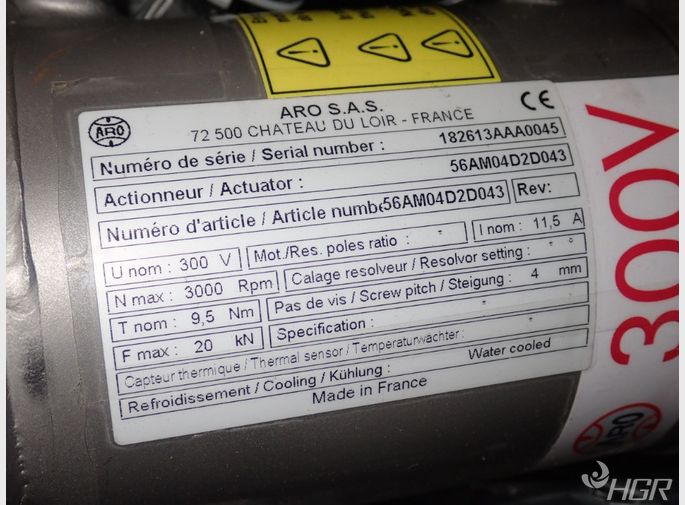 ARO S.A.S.
ARO
72 500 CHATEAU DU LOIR - FRANCE
CE
Numéro de série / Serial number : 182613AAA0045
Actionneur / Actuator : 56AM04D2D043
Numéro d'article / Article numbe 56AM04D2D043 Rev:
U nom : 300 V Mot./Res. poles ratio : * I nom : 11,5 A
N max : 3000 Rpm Calage resolveur / Resolvor setting : * °
T nom : 9,5 Nm Pas de vis / Screw pitch / Steigung : 4 mm
F max : 20 kN Specification : *
Capteur thermique / Thermal sensor / Temperaturwachter : *
Refroidissement / Cooling / Kühlung : Water cooled
Made in France
300V
ARO
HGR